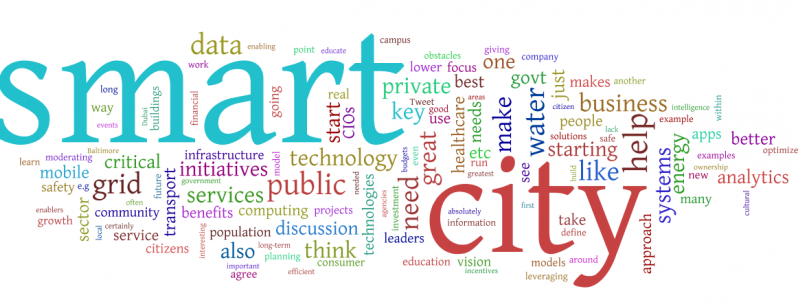 smart
city
data
enabling
point
educate
campus
work
long
way
events
Dubai
buildings
financial
going
real
start
CIOs
lower
focus
obstacles
giving
company
one
private
best
govt
just
makes
another
key
Tweet
good
use
areas
needs
healthcare
make
water
citizen
business
people
intelligence
example
within
solutions
lack
safe
starting
help
apps
better
optimize
learn
moderating
Baltimore
infrastructure
model
technology
budgets
even
great
etc
run
greatest
see
build
like
energy
examples
ownership
new
analytics
mobile
critical
initiatives
safety
e.g
grid
future
government
services
public
needed
technologies
agencies
investment
need
systems
many
cultural
enablers
growth
sector
often
community
transport
benefits
computing
projects
absolutely
information
first
take
define
approach
local
certainly
service
citizens
interesting
population
discussion
leaders
also
long-term
think
planning
consumer
important
agree
efficient
education
vision
incentives
models
around
leveraging